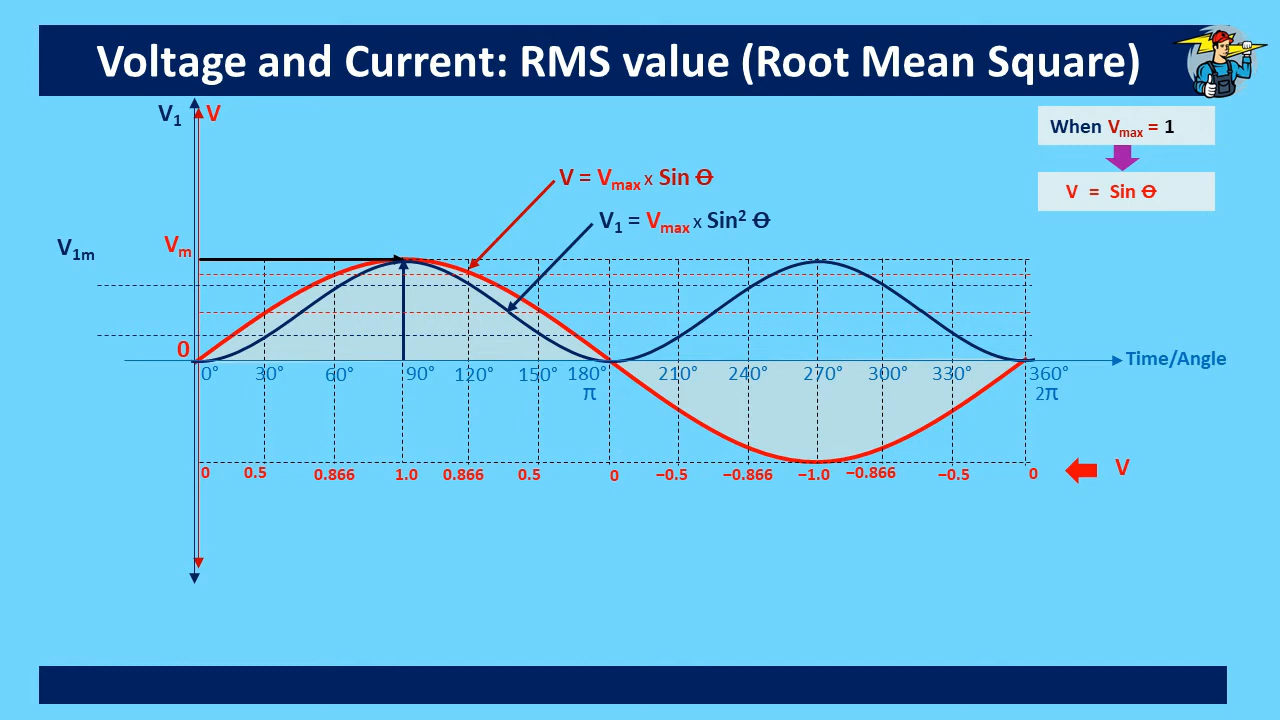 Voltage and Current: RMS value (Root Mean Square)
V₁ V
When Vmax = 1
V = Vmax x Sin Ɵ
V = Sin Ɵ
V₁ = Vmax x Sin² Ɵ
V₁m Vm
0
Time/Angle
0° 30° 60° 90° 120° 150° 180° 210° 240° 270° 300° 330° 360°
π 2π
0 0.5 0.866 1.0 0.866 0.5 0 −0.5 −0.866 −1.0 −0.866 −0.5 0 V